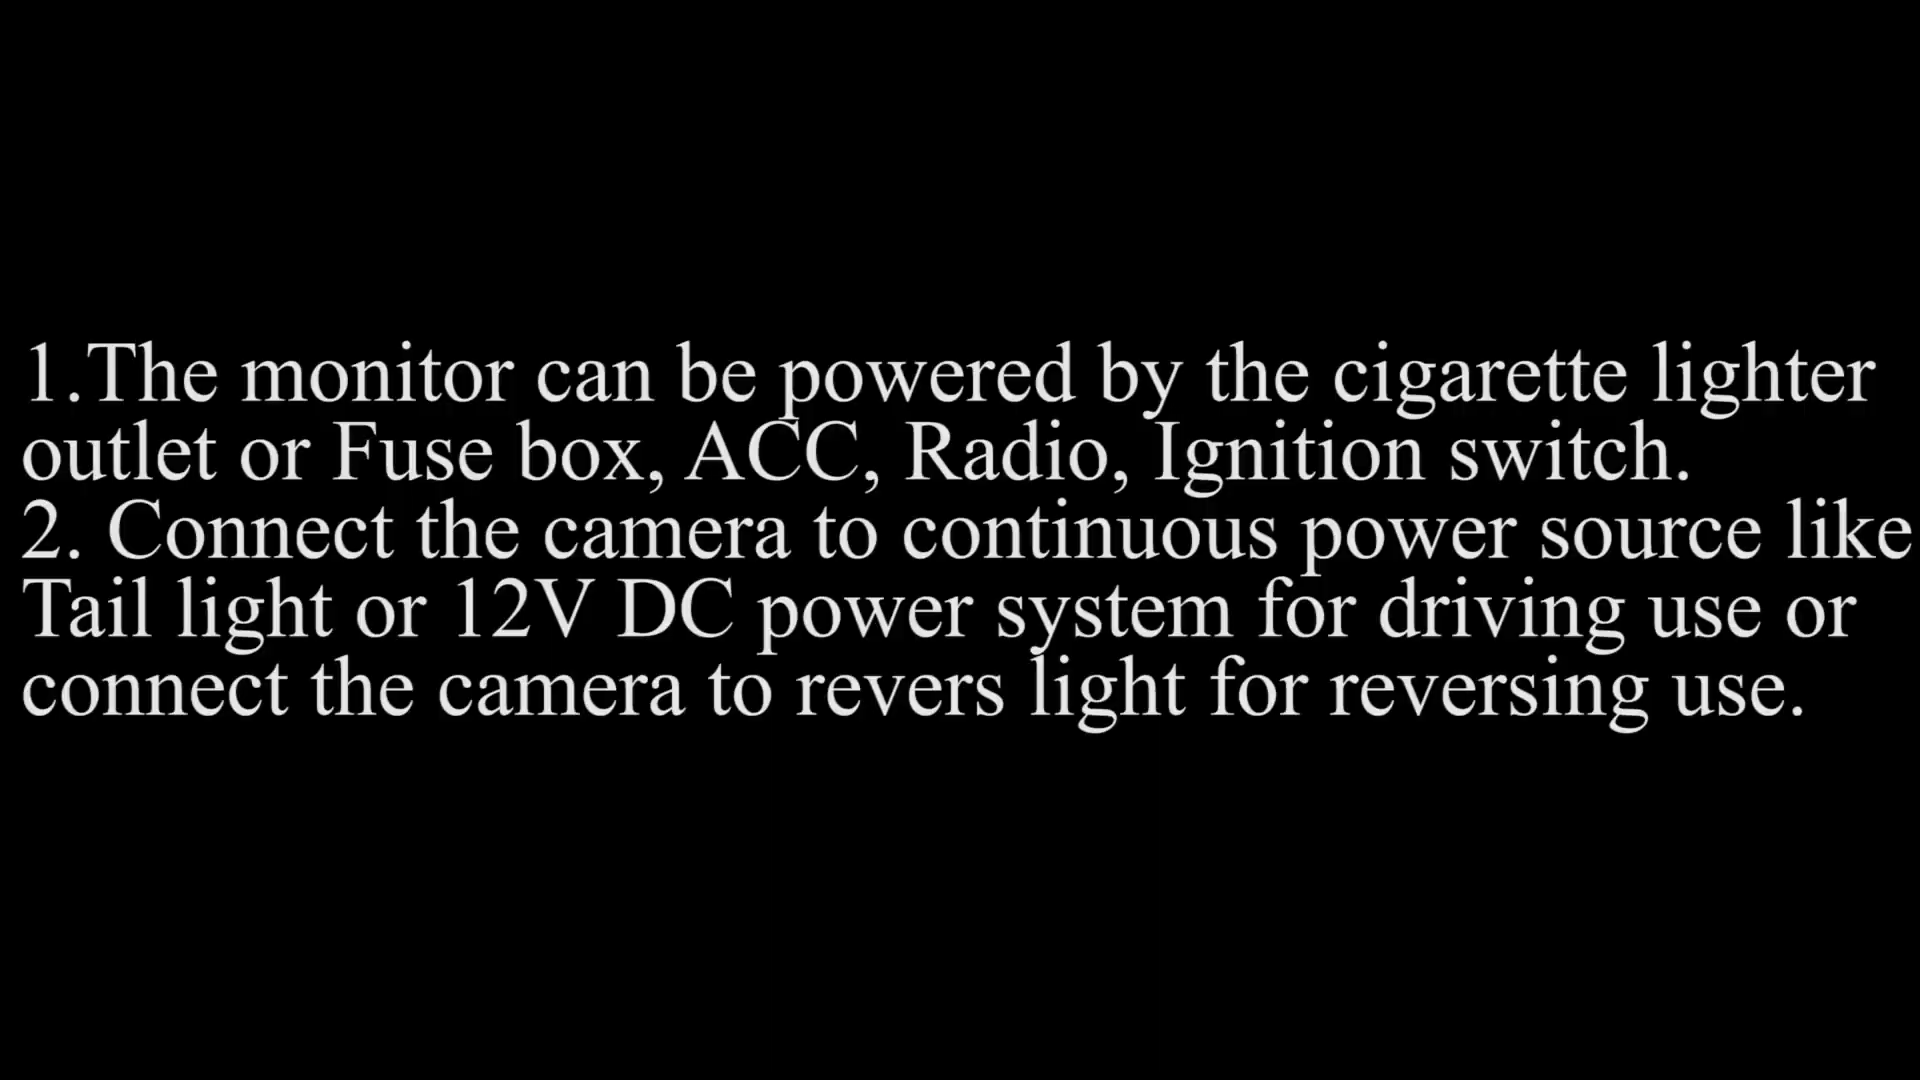 1.The monitor can be powered by the cigarette lighter
outlet or Fuse box, ACC, Radio, Ignition switch.
2. Connect the camera to continuous power source like
Tail light or 12V DC power system for driving use or
connect the camera to revers light for reversing use.